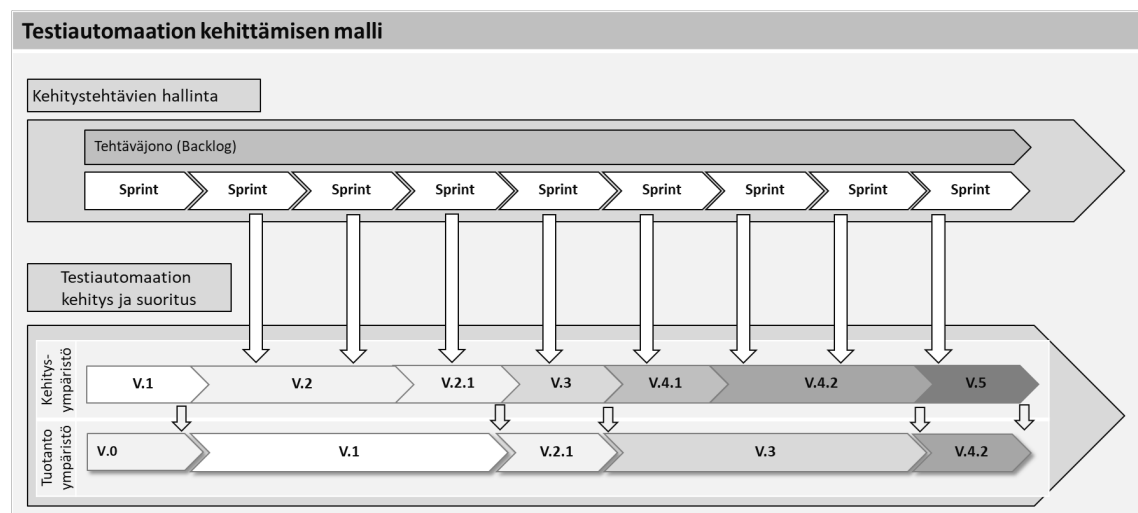 Testiautomaation kehittämisen malli
Kehitystehtävien hallinta
Tehtäväjono (Backlog)
Sprint Sprint Sprint Sprint Sprint Sprint Sprint Sprint Sprint
Testiautomaation
kehitys ja suoritus
Kehitys-
ympäristö
V.1 V.2 V.2.1 V.3 V.4.1 V.4.2 V.5
Tuotanto
ympäristö
V.0 V.1 V.2.1 V.3 V.4.2